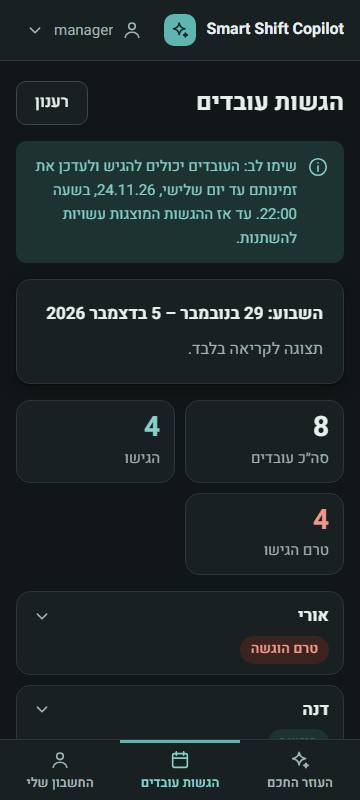 Smart Shift Copilot
manager
הגשות עובדים
רענון
שימו לב: העובדים יכולים להגיש ולעדכן את
זמינותם עד יום שלישי, 24.11.26, בשעה
22:00. עד אז ההגשות המוצגות עשויות
להשתנות.
השבוע: 29 בנובמבר – 5 בדצמבר 2026
תצוגה לקריאה בלבד.
8
סה״כ עובדים
4
הגישו
4
טרם הגישו
אורי
טרם הוגשה
דנה
העוזר החכם
הגשות עובדים
החשבון שלי